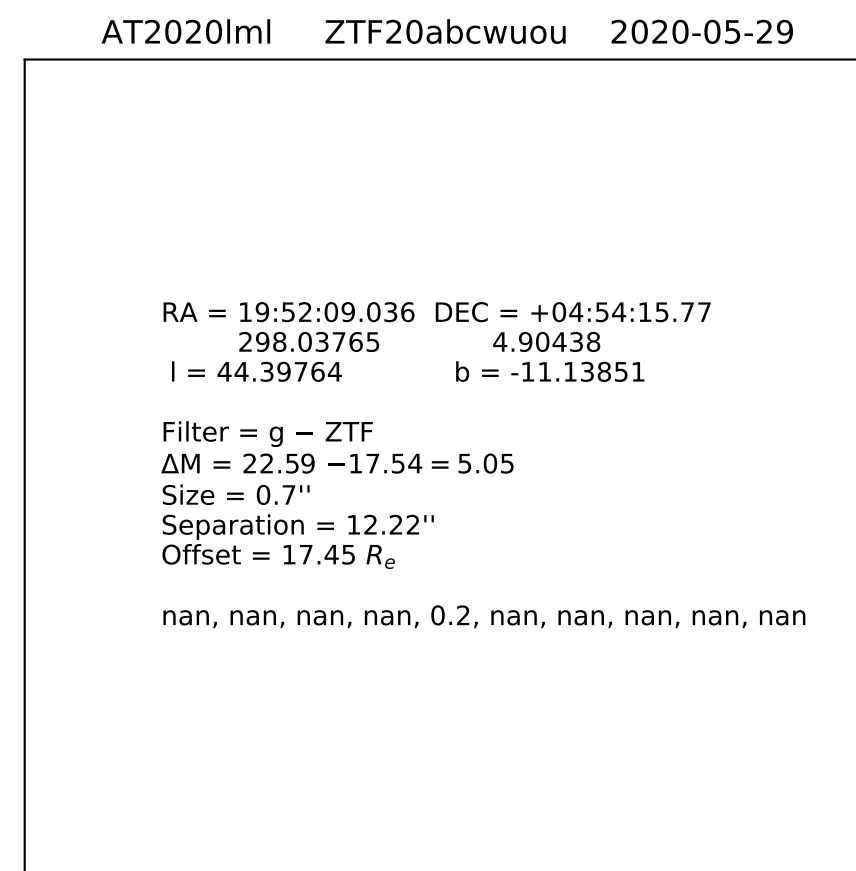 AT2020lml ZTF20abcwuou 2020-05-29
RA = 19:52:09.036 DEC = +04:54:15.77
298.03765 4.90438
l = 44.39764 b = -11.13851
Filter = g − ZTF
ΔM = 22.59 −17.54 = 5.05
Size = 0.7''
Separation = 12.22''
Offset = 17.45 Rₑ
nan, nan, nan, nan, 0.2, nan, nan, nan, nan, nan